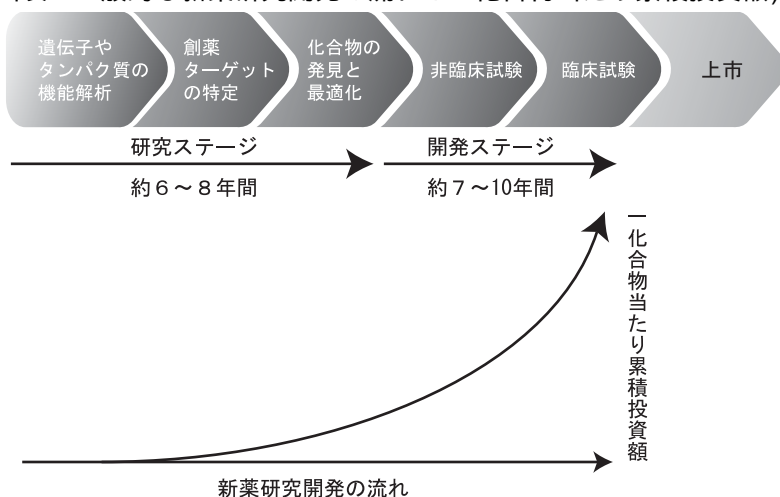 遺伝子や
タンパク質の
機能解析
創薬
ターゲット
の特定
化合物の
発見と
最適化
非臨床試験
臨床試験
上市
研究ステージ
約6～8年間
開発ステージ
約7～10年間
一化合物当たり累積投資額
新薬研究開発の流れ